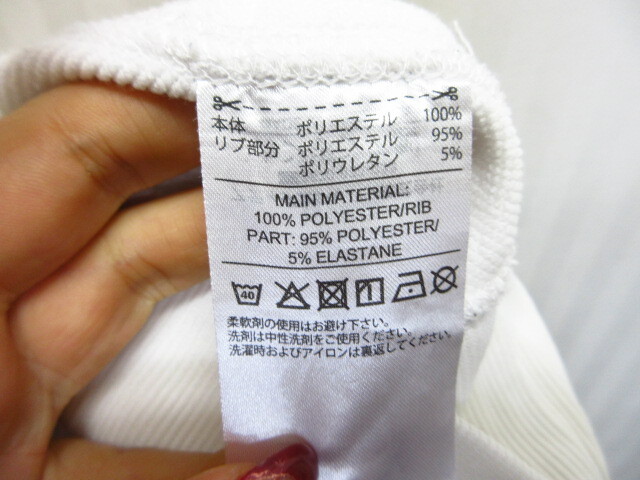 本体 ポリエステル 100%
リブ部分 ポリエステル 95%
ポリウレタン 5%
MAIN MATERIAL:
100% POLYESTER/RIB
PART: 95% POLYESTER/
5% ELASTANE
40
柔軟剤の使用はお避け下さい。
洗剤は中性洗剤をご使用ください。
洗濯時およびアイロンは裏返してください。